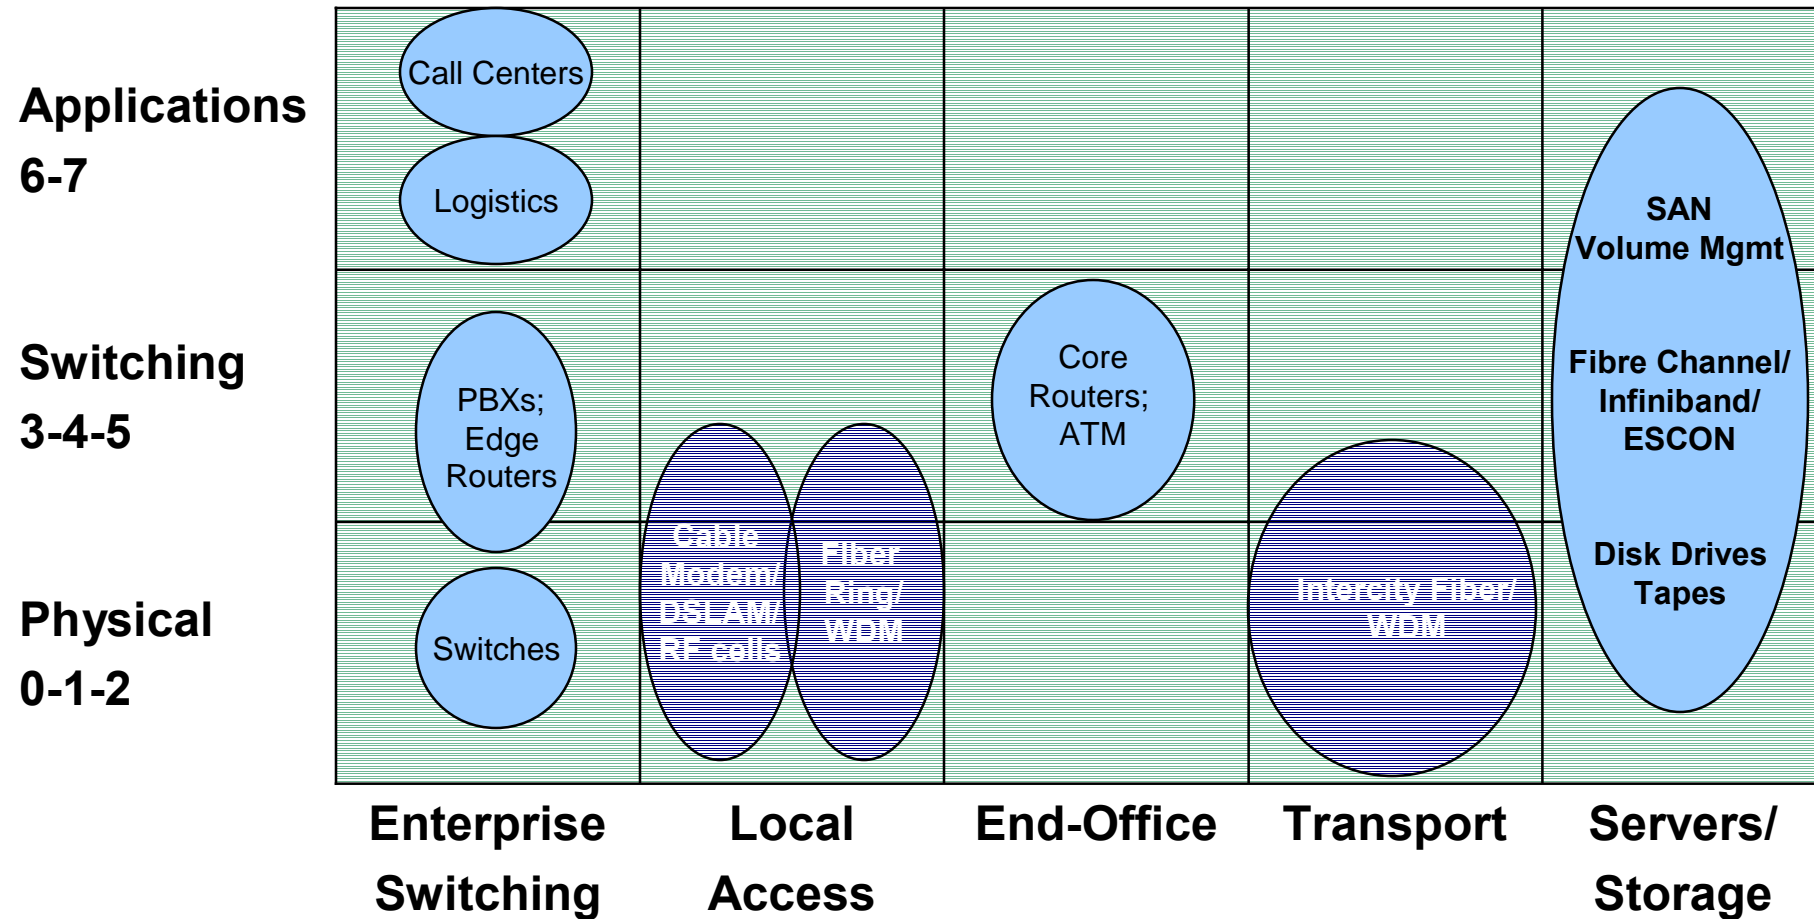 Applications
6-7
Switching
3-4-5
Physical
0-1-2
Call Centers
Logistics
PBXs;
Edge
Routers
Switches
Cable
Modem/
DSLAM/
RF cells
Fiber
Ring/
WDM
Core
Routers;
ATM
Intercity Fiber/
WDM
SAN
Volume Mgmt
Fibre Channel/
Infiniband/
ESCON
Disk Drives
Tapes
Enterprise
Switching
Local
Access
End-Office
Transport
Servers/
Storage